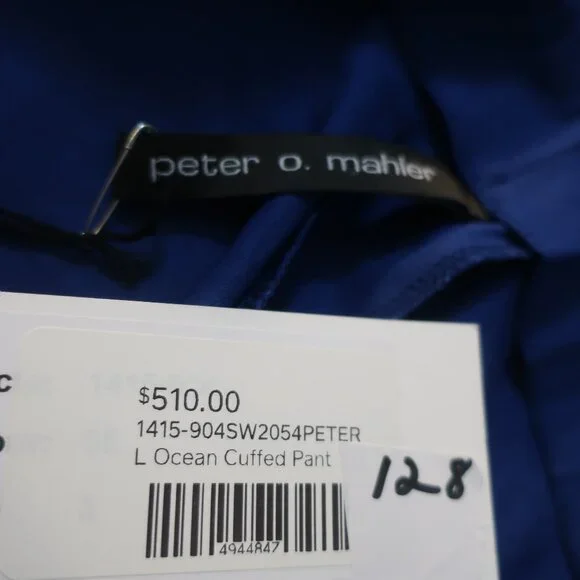 peter o. mahler
$510.00
1415-904SW2054PETER
L Ocean Cuffed Pant
128
4944847